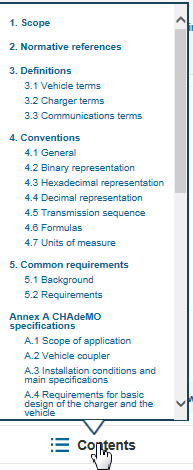 1. Scope
2. Normative references
3. Definitions
3.1 Vehicle terms
3.2 Charger terms
3.3 Communications terms
4. Conventions
4.1 General
4.2 Binary representation
4.3 Hexadecimal representation
4.4 Decimal representation
4.5 Transmission sequence
4.6 Formulas
4.7 Units of measure
5. Common requirements
5.1 Background
5.2 Requirements
Annex A CHAdeMO
specifications
A.1 Scope of application
A.2 Vehicle coupler
A.3 Installation conditions and
main specifications
A.4 Requirements for basic
design of the charger and the
vehicle
Contents